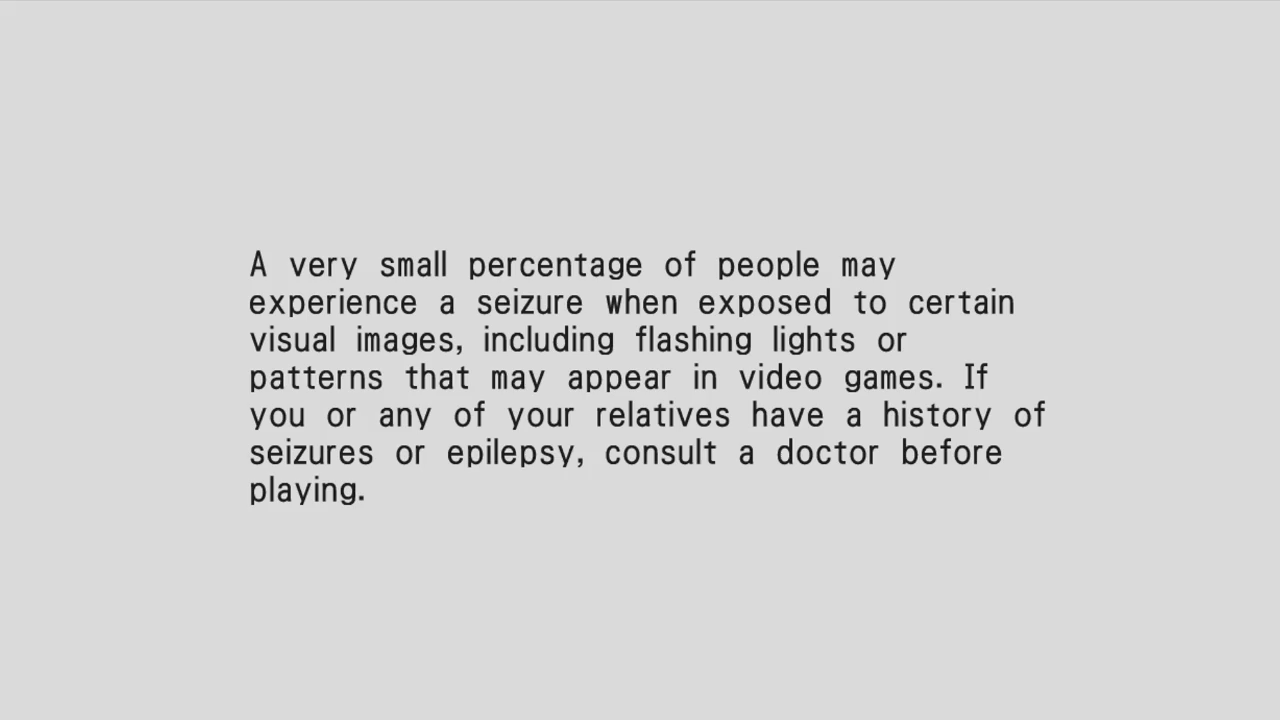 A very small percentage of people may
experience a seizure when exposed to certain
visual images, including flashing lights or
patterns that may appear in video games. If
you or any of your relatives have a history of
seizures or epilepsy, consult a doctor before
playing.